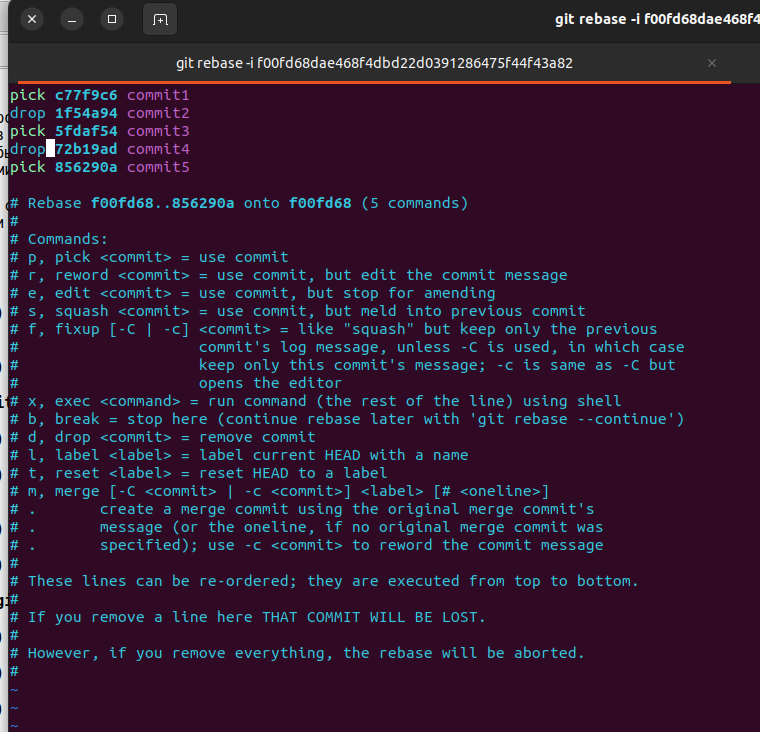 git rebase -i f00fd68dae468f4
git rebase -i f00fd68dae468f4dbd22d0391286475f44f43a82
pick c77f9c6 commit1
drop 1f54a94 commit2
pick 5fdaf54 commit3
drop 72b19ad commit4
pick 856290a commit5
# Rebase f00fd68..856290a onto f00fd68 (5 commands)
#
# Commands:
# p, pick <commit> = use commit
# r, reword <commit> = use commit, but edit the commit message
# e, edit <commit> = use commit, but stop for amending
# s, squash <commit> = use commit, but meld into previous commit
# f, fixup [-C | -c] <commit> = like "squash" but keep only the previous
#                    commit's log message, unless -C is used, in which case
#                    keep only this commit's message; -c is same as -C but
#                    opens the editor
# x, exec <command> = run command (the rest of the line) using shell
# b, break = stop here (continue rebase later with 'git rebase --continue')
# d, drop <commit> = remove commit
# l, label <label> = label current HEAD with a name
# t, reset <label> = reset HEAD to a label
# m, merge [-C <commit> | -c <commit>] <label> [# <oneline>]
# .       create a merge commit using the original merge commit's
# .       message (or the oneline, if no original merge commit was
# .       specified); use -c <commit> to reword the commit message
#
# These lines can be re-ordered; they are executed from top to bottom.
#
# If you remove a line here THAT COMMIT WILL BE LOST.
#
# However, if you remove everything, the rebase will be aborted.
#
~
~
~